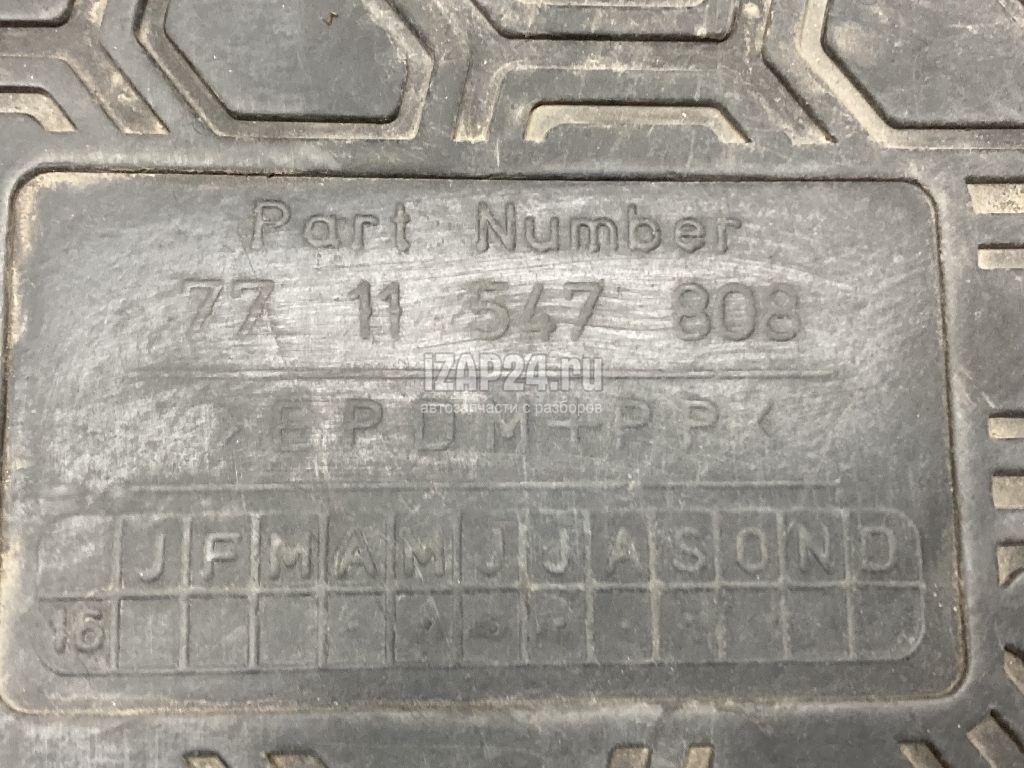 Part Number
77 11 547 808
IZAP24.ru
автозапчасти с разборов
>EPDM+PP<
J F M A M J J A S O N D
16